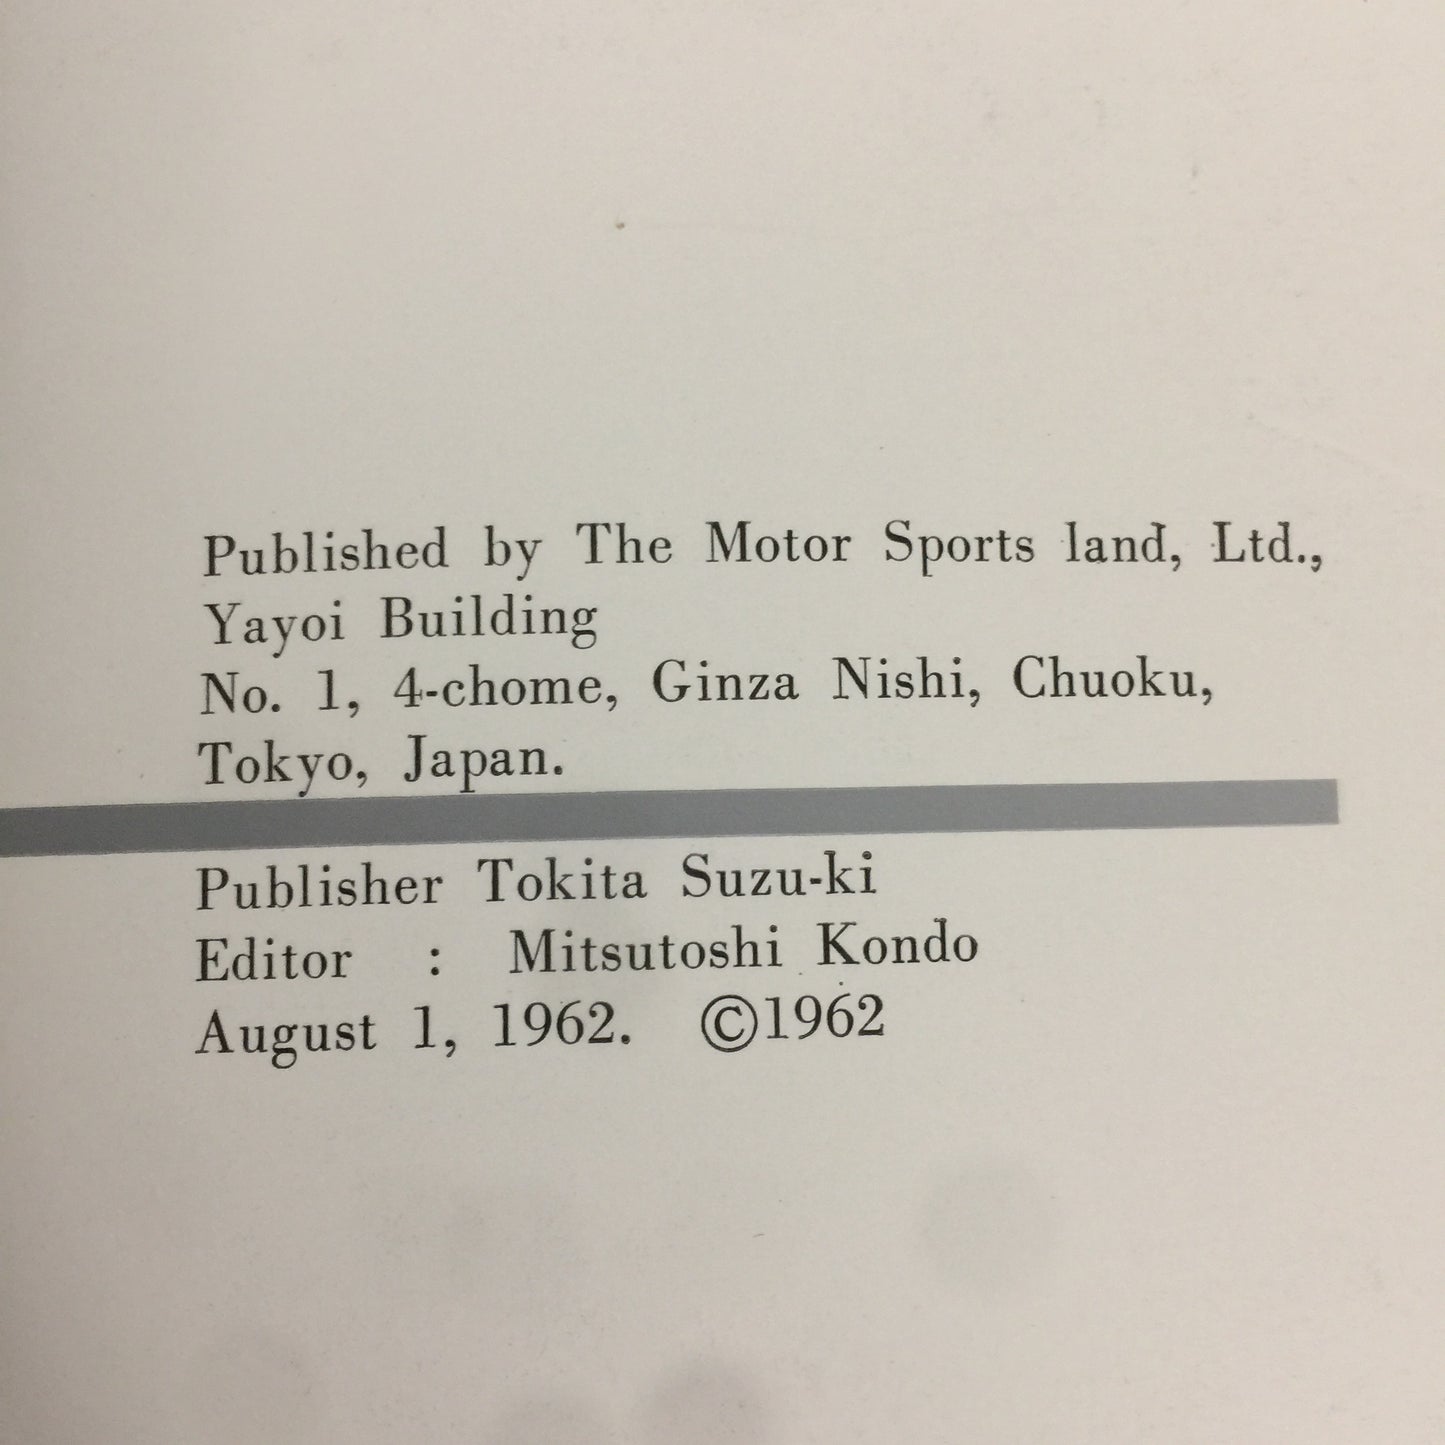 Published by The Motor Sports land, Ltd.,
Yayoi Building
No. 1, 4-chome, Ginza Nishi, Chuoku,
Tokyo, Japan.
Publisher Tokita Suzu-ki
Editor : Mitsutoshi Kondo
August 1, 1962. ©1962